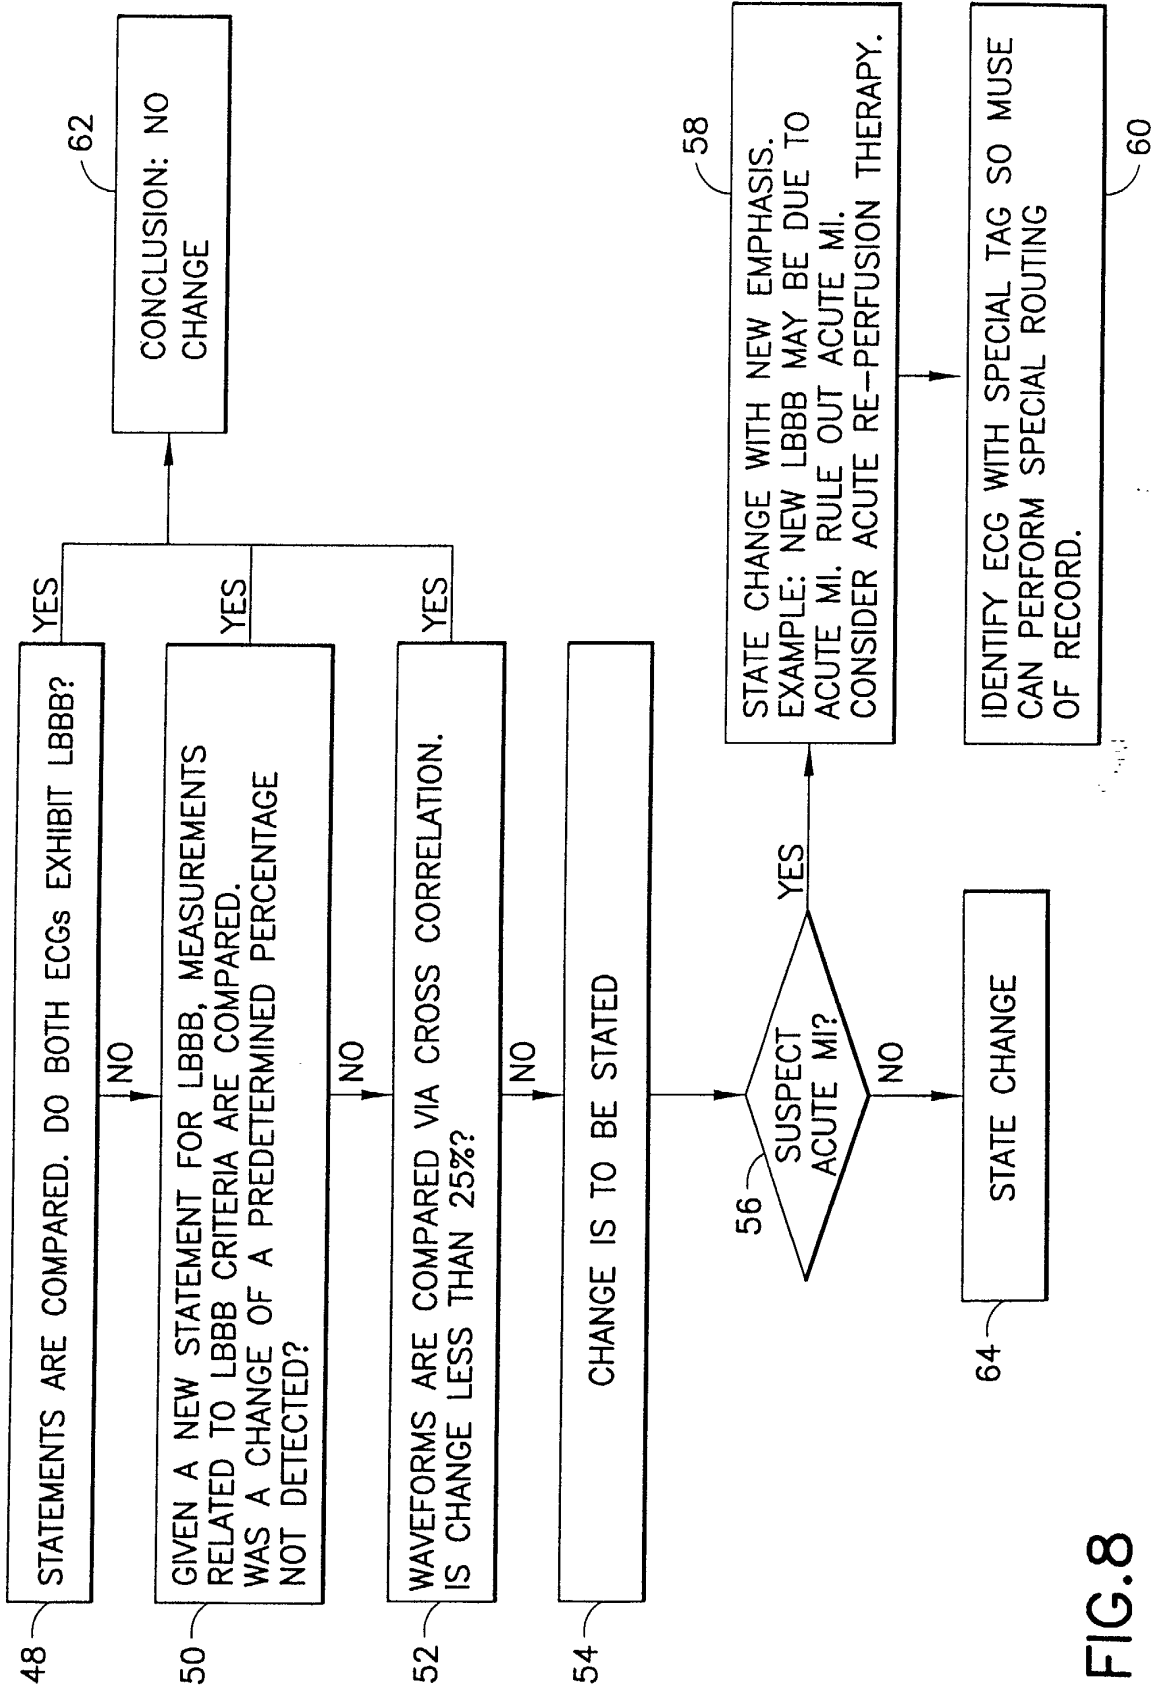 48
STATEMENTS ARE COMPARED. DO BOTH ECGs EXHIBIT LBBB?
YES
NO
62
CONCLUSION: NO
CHANGE
50
GIVEN A NEW STATEMENT FOR LBBB, MEASUREMENTS
RELATED TO LBBB CRITERIA ARE COMPARED.
WAS A CHANGE OF A PREDETERMINED PERCENTAGE
NOT DETECTED?
YES
NO
52
WAVEFORMS ARE COMPARED VIA CROSS CORRELATION.
IS CHANGE LESS THAN 25%?
YES
NO
54
CHANGE IS TO BE STATED
56
SUSPECT
ACUTE MI?
YES
NO
58
STATE CHANGE WITH NEW EMPHASIS.
EXAMPLE: NEW LBBB MAY BE DUE TO
ACUTE MI. RULE OUT ACUTE MI.
CONSIDER ACUTE RE-PERFUSION THERAPY.
64
STATE CHANGE
IDENTIFY ECG WITH SPECIAL TAG SO MUSE
CAN PERFORM SPECIAL ROUTING
OF RECORD.
60
FIG.8